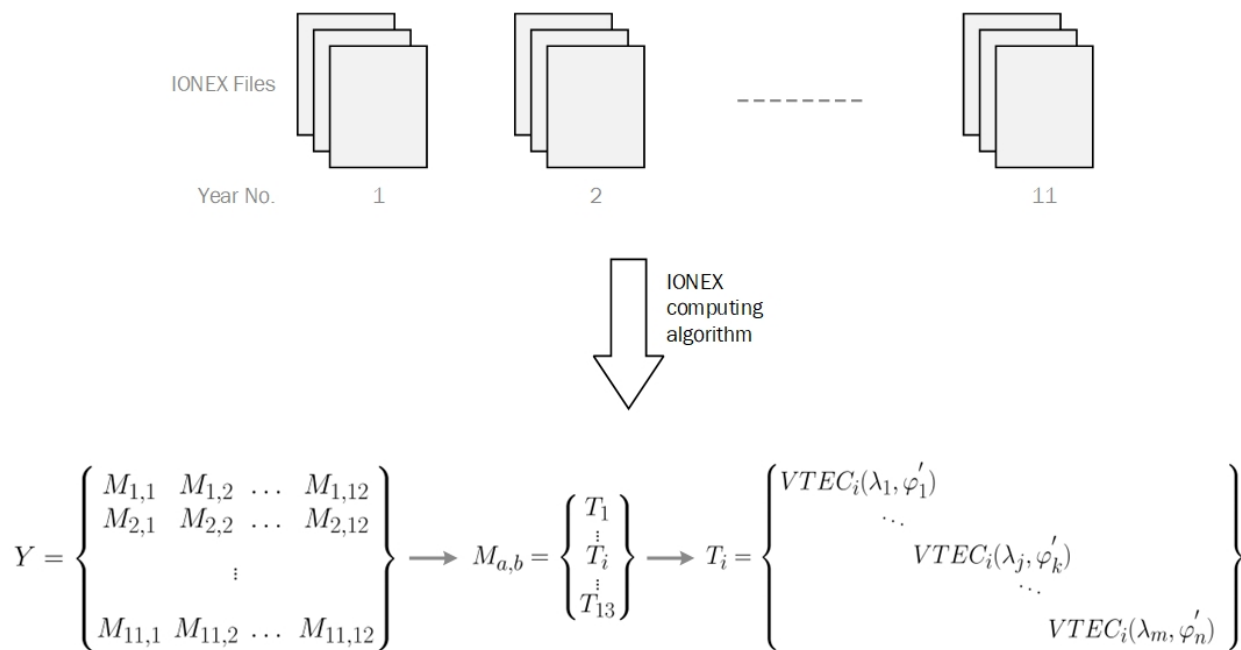 IONEX Files
Year No. 1 2 11
IONEX
computing
algorithm
Y = { M1,1 M1,2 ... M1,12
M2,1 M2,2 ... M2,12
⋮
M11,1 M11,2 ... M11,12 } → Ma,b = { T1
⋮
Ti
⋮
T13 } → Ti = { VTECi(λ1,φ′1)
⋱
VTECi(λj,φ′k)
⋱
VTECi(λm,φ′n) }